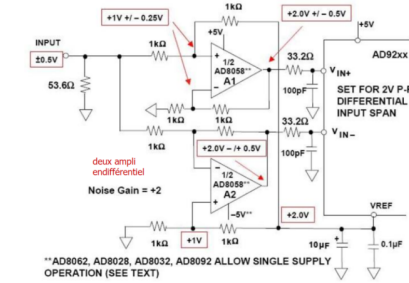 1kΩ
+1V +/− 0.25V
+2.0V +/− 0.5V
+5V
+5V
INPUT
±0.5V
1kΩ
1kΩ
33.2Ω
AD92xx
1/2
AD8058**
A1
VIN+
53.6Ω
100pF
SET FOR 2V P-P
DIFFERENTIAL
INPUT SPAN
1kΩ
1kΩ
1kΩ
1kΩ
33.2Ω
VIN−
+2.0V −/+ 0.5V
100pF
deux ampli
endifférentiel
1/2
AD8058**
Noise Gain = +2
A2
−5V**
+2.0V
VREF
1kΩ
+1V
1kΩ
+
10µF
0.1µF
**AD8062, AD8028, AD8032, AD8092 ALLOW SINGLE SUPPLY
OPERATION (SEE TEXT)